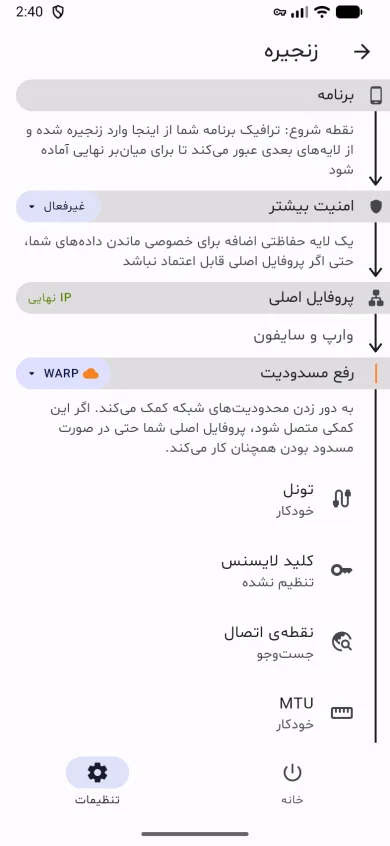 2:40
زنجیره
برنامه
نقطه شروع: ترافیک برنامه شما از اینجا وارد زنجیره شده و
از لایه‌های بعدی عبور می‌کند تا برای میان‌بر نهایی آماده
شود
امنیت بیشتر
غیرفعال
یک لایه حفاظتی اضافه برای خصوصی ماندن داده‌های شما،
حتی اگر پروفایل اصلی قابل اعتماد نباشد
پروفایل اصلی
IP نهایی
وارپ و سایفون
رفع مسدودیت
WARP
به دور زدن محدودیت‌های شبکه کمک می‌کند. اگر این
کمکی متصل شود، پروفایل اصلی شما حتی در صورت
مسدود بودن همچنان کار می‌کند.
تونل
خودکار
کلید لایسنس
تنظیم نشده
نقطه‌ی اتصال
جست‌وجو
MTU
خودکار
خانه
تنظیمات